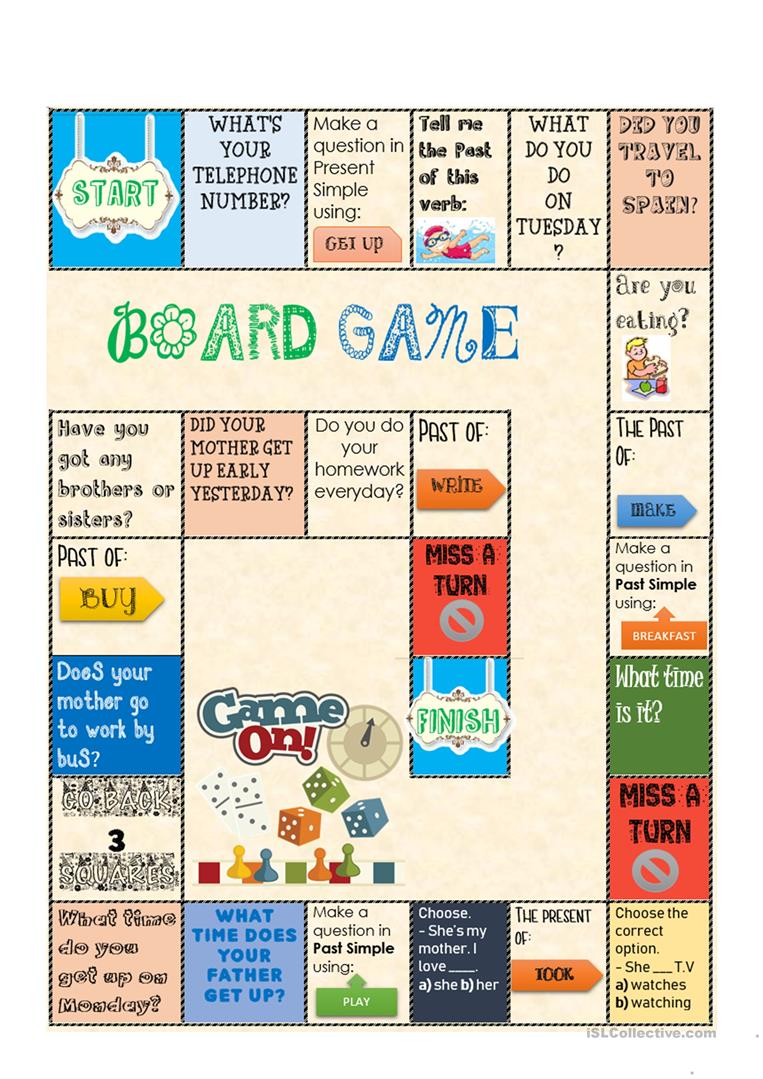 START
WHAT'S
YOUR
TELEPHONE
NUMBER?
Make a
question in
Present
Simple
using:
GET UP
Tell me
the Past
of this
verb:
WHAT
DO YOU
DO
ON
TUESDAY
?
DID YOU
TRAVEL
TO
SPAIN?
BOARD GAME
Are you
eating?
Have you
got any
brothers or
sisters?
DID YOUR
MOTHER GET
UP EARLY
YESTERDAY?
Do you do
your
homework
everyday?
PAST OF:
WRITE
THE PAST
OF:
MAKE
PAST OF:
BUY
MISS A
TURN
Make a
question in
Past Simple
using:
BREAKFAST
DoeS your
mother go
to work by
buS?
Game
On!
FINISH
What time
is it?
GO BACK
3
SQUARES
MISS A
TURN
What time
do you
get up on
Monday?
WHAT
TIME DOES
YOUR
FATHER
GET UP?
Make a
question in
Past Simple
using:
PLAY
Choose.
- She's my
mother. I
love ____.
a) she b) her
THE PRESENT
OF:
TOOK
Choose the
correct
option.
- She ___ T.V
a) watches
b) watching
iSLCollective.com